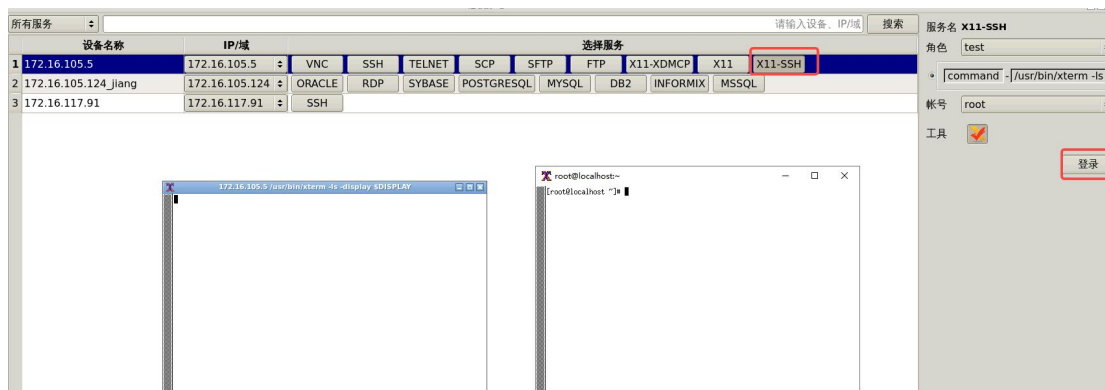 所有服务 请输入设备、IP/域 搜索
设备名称 IP/域 选择服务
1 172.16.105.5 172.16.105.5 VNC SSH TELNET SCP SFTP FTP X11-XDMCP X11 X11-SSH
2 172.16.105.124_jiang 172.16.105.124 ORACLE RDP SYBASE POSTGRESQL MYSQL DB2 INFORMIX MSSQL
3 172.16.117.91 172.16.117.91 SSH
服务名 X11-SSH
角色 test
command - /usr/bin/xterm -ls
帐号 root
工具
登录
172.16.105.5 /usr/bin/xterm -ls -display $DISPLAY
root@localhost:~
[root@localhost ~]#